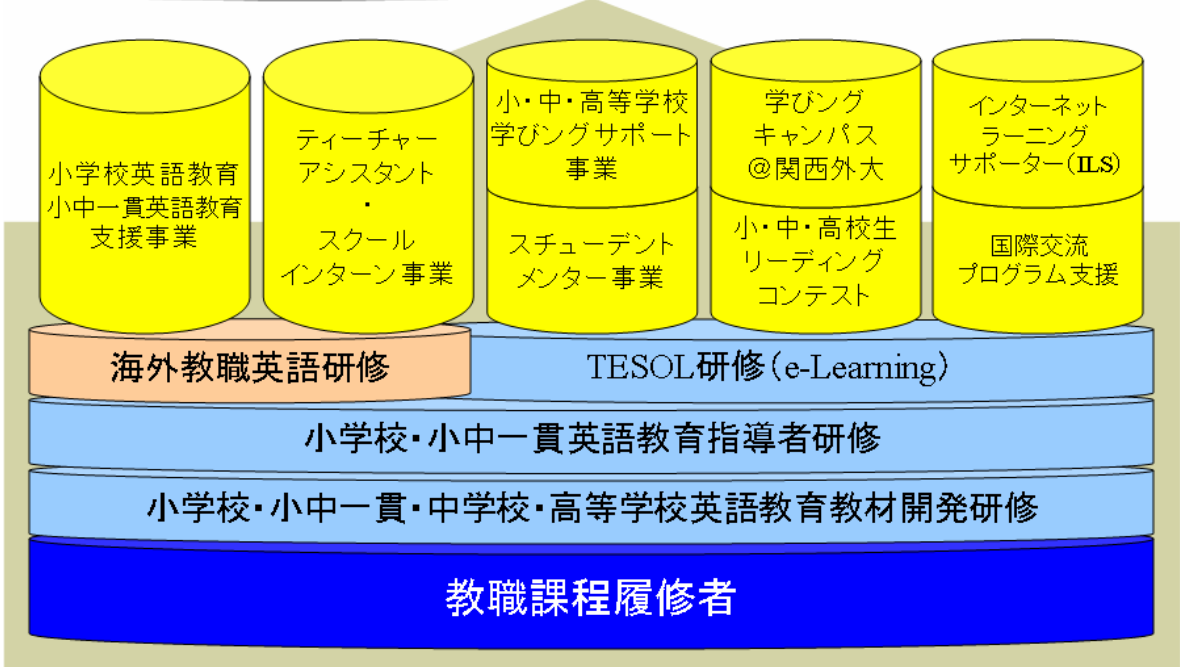 小学校英語教育
小中一貫英語教育
支援事業
ティーチャー
アシスタント
・
スクール
インターン事業
小・中・高等学校
学びングサポート
事業
スチューデント
メンター事業
学びング
キャンパス
@関西外大
小・中・高校生
リーディング
コンテスト
インターネット
ラーニング
サポーター(ILS)
国際交流
プログラム支援
海外教職英語研修
TESOL研修(e-Learning)
小学校・小中一貫英語教育指導者研修
小学校・小中一貫・中学校・高等学校英語教育教材開発研修
教職課程履修者